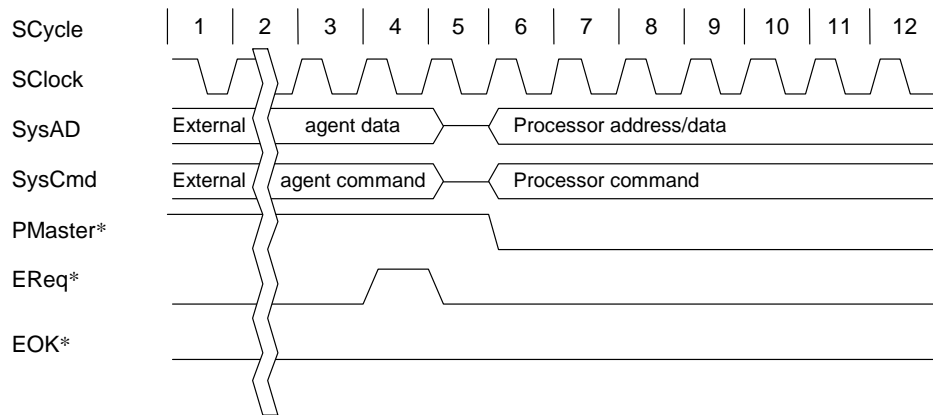 SCycle 1 2 3 4 5 6 7 8 9 10 11 12
SClock
SysAD External agent data Processor address/data
SysCmd External agent command Processor command
PMaster*
EReq*
EOK*